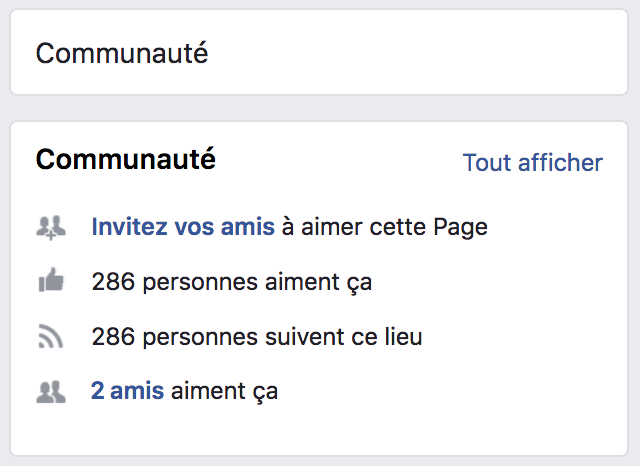 Communauté
Communauté
Tout afficher
Invitez vos amis à aimer cette Page
286 personnes aiment ça
286 personnes suivent ce lieu
2 amis aiment ça